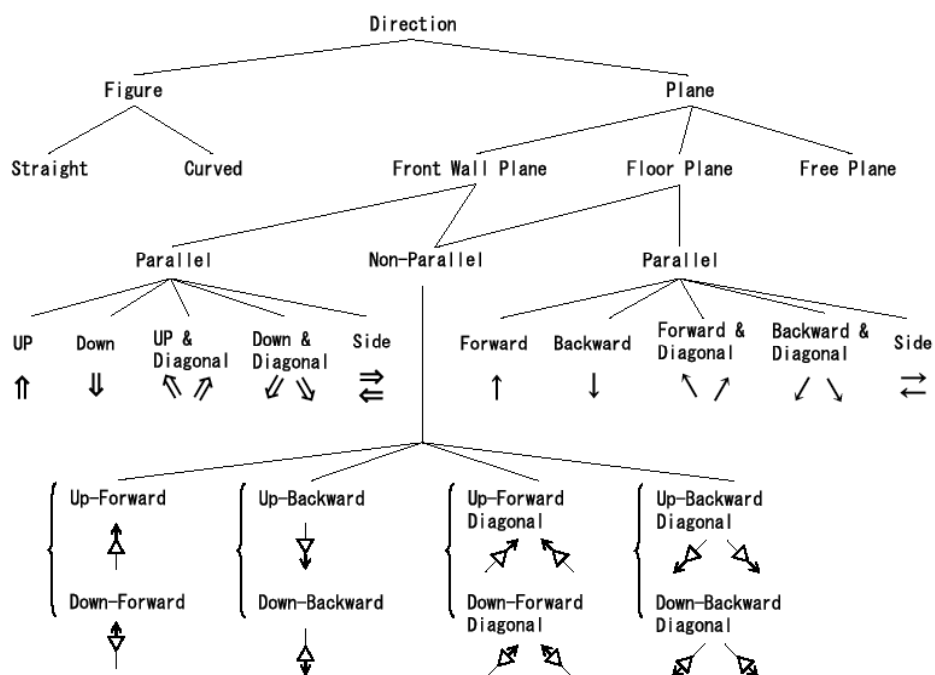 Direction
Figure
Plane
Straight
Curved
Front Wall Plane
Floor Plane
Free Plane
Parallel
Non-Parallel
Parallel
UP
Down
UP &
Diagonal
Down &
Diagonal
Side
Forward
Backward
Forward &
Diagonal
Backward &
Diagonal
Side
Up-Forward
Up-Backward
Up-Forward
Diagonal
Up-Backward
Diagonal
Down-Forward
Down-Backward
Down-Forward
Diagonal
Down-Backward
Diagonal